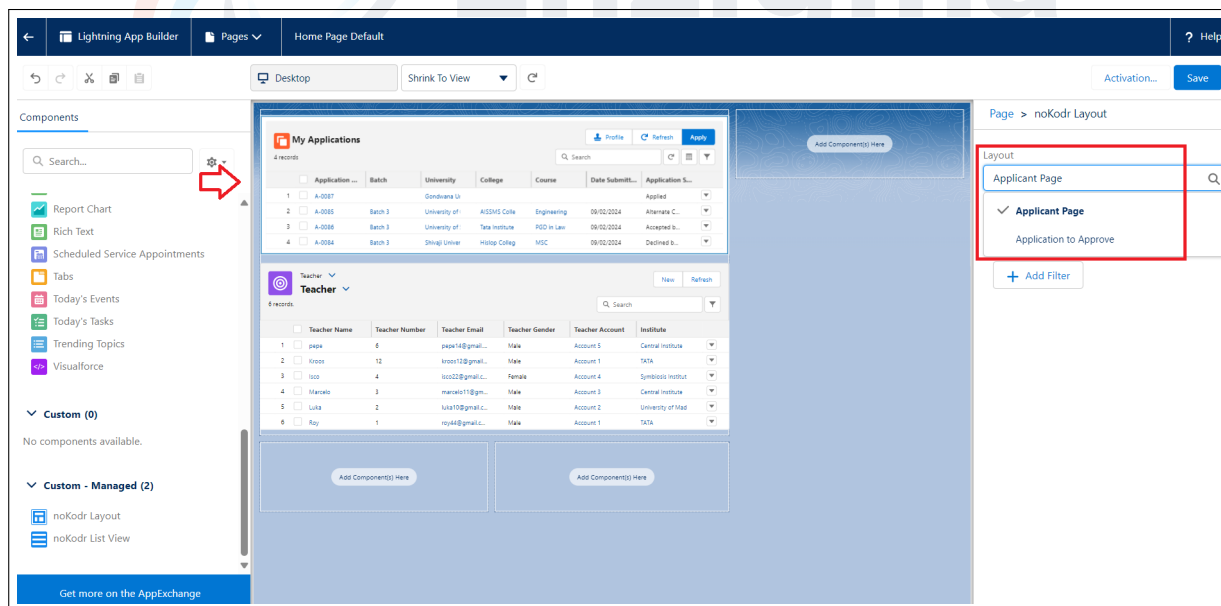 Lightning App Builder
Pages
Home Page Default
? Help
Desktop
Shrink To View
Activation...
Save
Components
Search...
Report Chart
Rich Text
Scheduled Service Appointments
Tabs
Today's Events
Today's Tasks
Trending Topics
Visualforce
Custom (0)
No components available.
Custom - Managed (2)
noKodr Layout
noKodr List View
Get more on the AppExchange
My Applications
Profile
Refresh
Apply
4 records
Search
Application ... Batch University College Course Date Submitt... Application S...
1 A-0087 Gondwana Ui Applied
2 A-0085 Batch 3 University of AISSMS Colle Engineering 09/02/2024 Alternate C...
3 A-0086 Batch 3 University of Tata Institute PGD in Law 09/02/2024 Accepted b...
4 A-0084 Batch 3 Shivaji Univer Hislop Colleg MSC 09/02/2024 Declined b...
Teacher
Teacher
New
Refresh
6 records.
Search
Teacher Name Teacher Number Teacher Email Teacher Gender Teacher Account Institute
1 pepe 6 pepe14@gmail.... Male Account 5 Central Institute
2 Kroos 12 kroos12@gmail... Male Account 1 TATA
3 Isco 4 isco22@gmail.c... Female Account 4 Symbiosis Institut
4 Marcelo 3 marcelo11@gm... Male Account 3 Central Institute
5 Luka 2 luka10@gmail.c... Male Account 2 University of Mad
6 Roy 1 roy44@gmail.c... Male Account 1 TATA
Add Component(s) Here
Add Component(s) Here
Add Component(s) Here
Page > noKodr Layout
Layout
Applicant Page
Applicant Page
Application to Approve
+ Add Filter